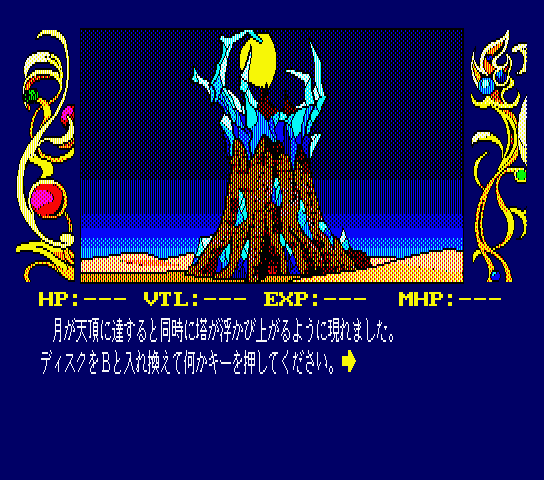 HP:--- VTL:--- EXP:--- MHP:---
月が天頂に達すると同時に塔が浮かび上がるように現れました。
ディスクをBと入れ換えて何かキーを押してください。